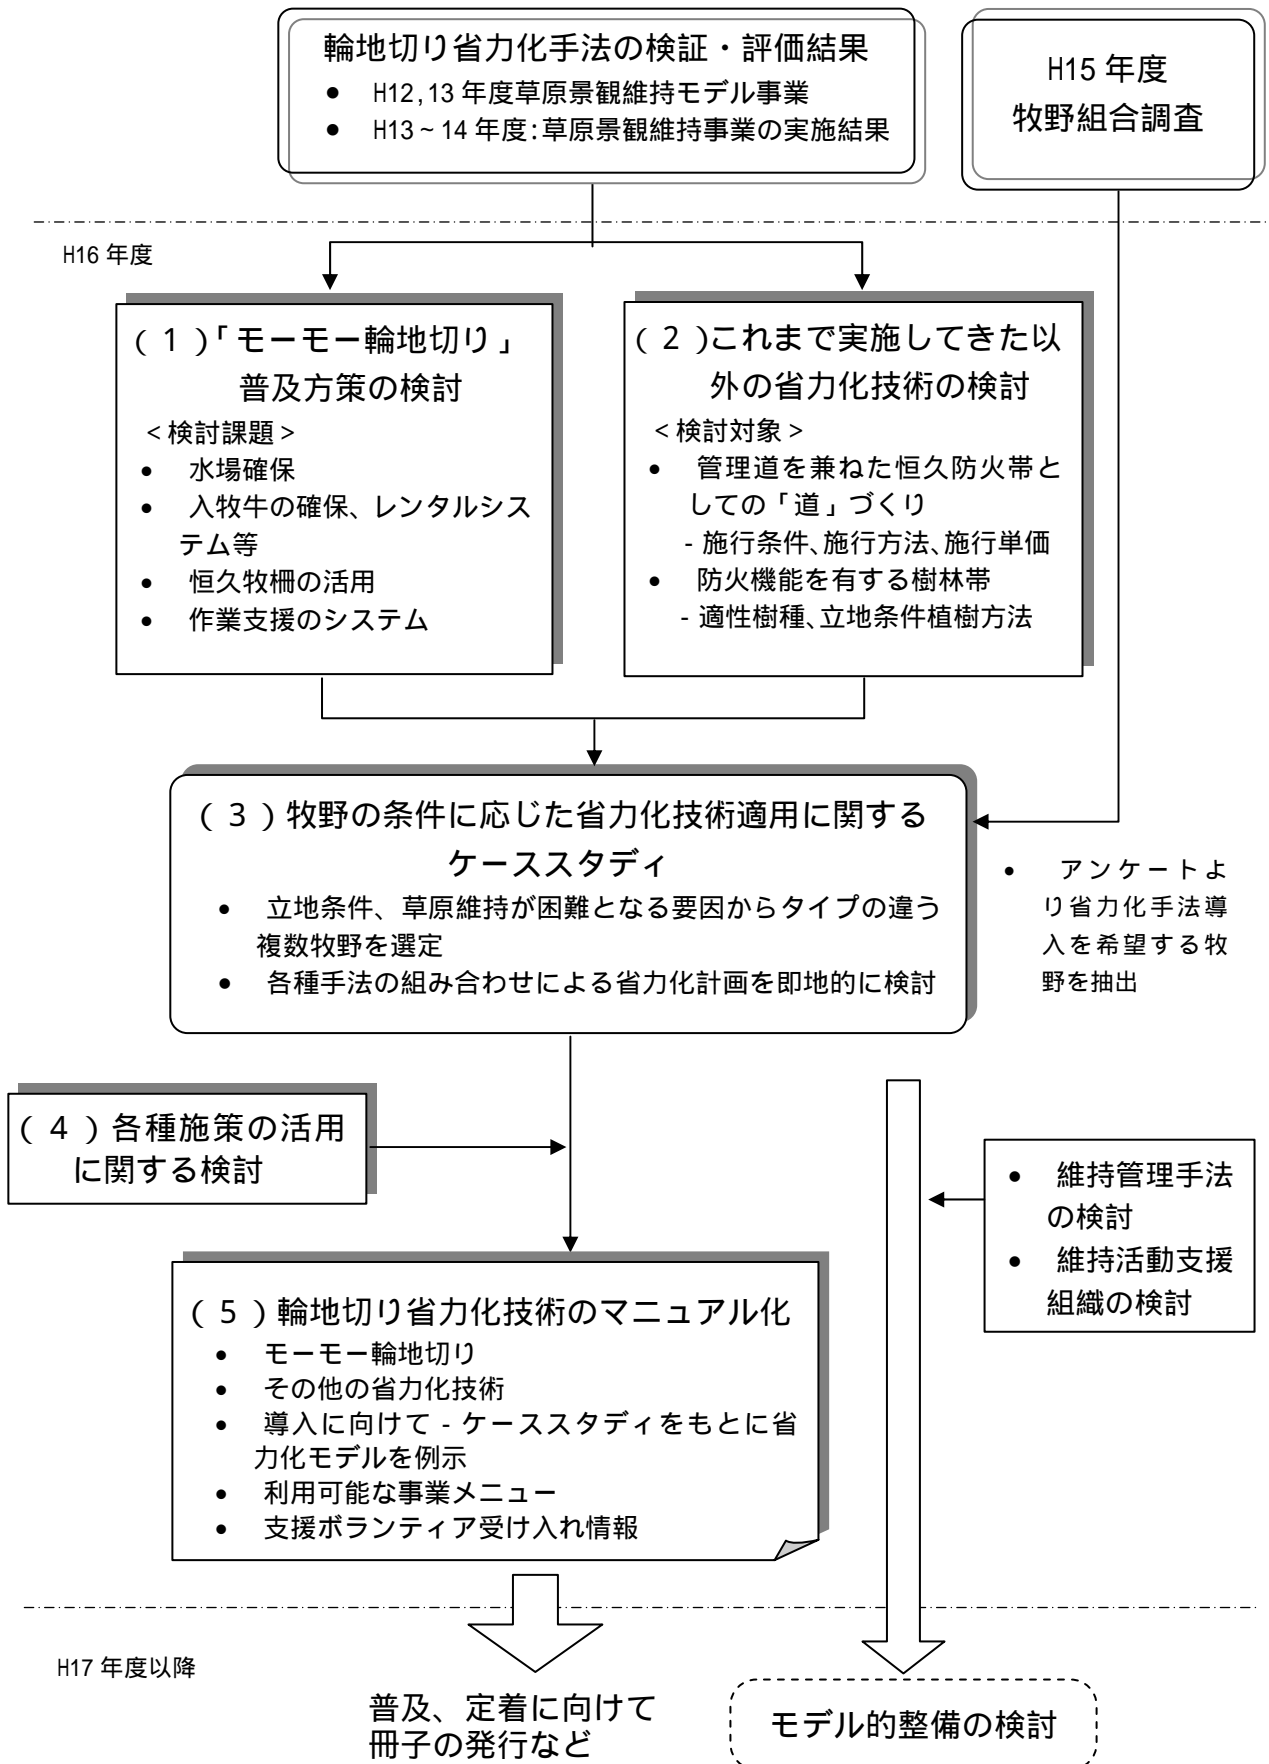 輪地切り省力化手法の検証・評価結果
● H12,13 年度草原景観維持モデル事業
● H13~14 年度:草原景観維持事業の実施結果
H15 年度
牧野組合調査
H16 年度
(1)「モーモー輪地切り」
普及方策の検討
<検討課題>
● 水場確保
● 入牧牛の確保、レンタルシス
テム等
● 恒久牧柵の活用
● 作業支援のシステム
(2)これまで実施してきた以
外の省力化技術の検討
<検討対象>
● 管理道を兼ねた恒久防火帯と
しての「道」づくり
- 施行条件、施行方法、施行単価
● 防火機能を有する樹林帯
- 適性樹種、立地条件植樹方法
(3)牧野の条件に応じた省力化技術適用に関する
ケーススタディ
● 立地条件、草原維持が困難となる要因からタイプの違う
複数牧野を選定
● 各種手法の組み合わせによる省力化計画を即地的に検討
● アンケートよ
り省力化手法導
入を希望する牧
野を抽出
(4)各種施策の活用
に関する検討
● 維持管理手法
の検討
● 維持活動支援
組織の検討
(5)輪地切り省力化技術のマニュアル化
● モーモー輪地切り
● その他の省力化技術
● 導入に向けて - ケーススタディをもとに省
力化モデルを例示
● 利用可能な事業メニュー
● 支援ボランティア受け入れ情報
H17 年度以降
普及、定着に向けて
冊子の発行など
モデル的整備の検討